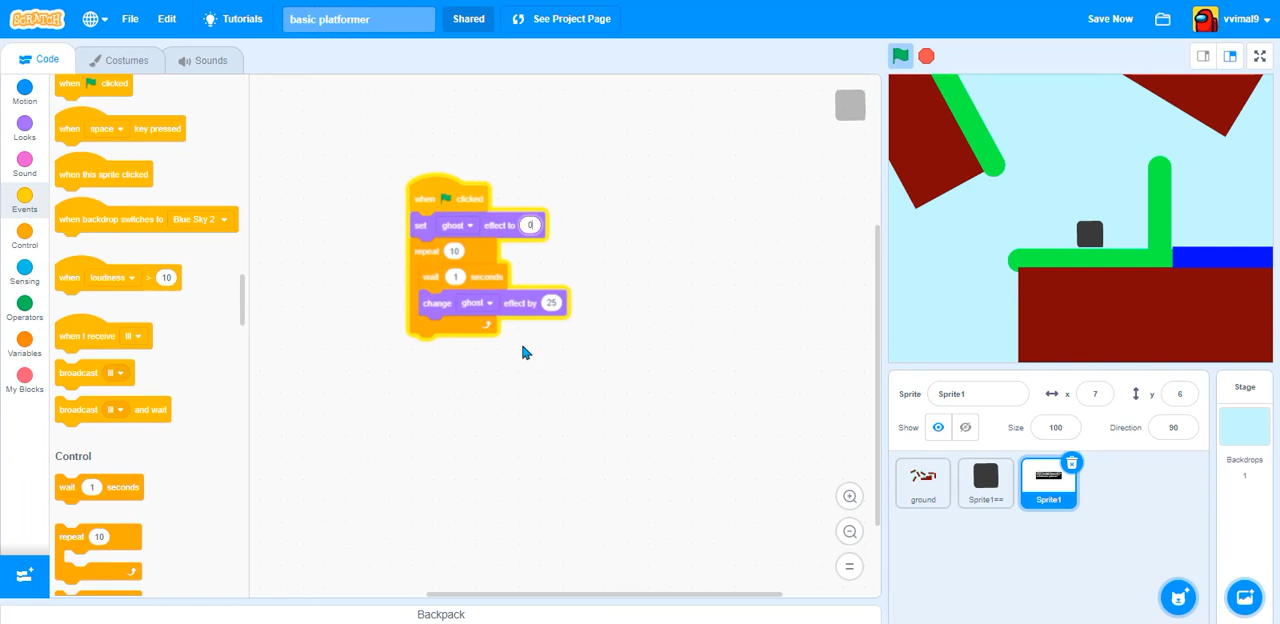 SCRATCH File Edit Tutorials basic platformer Shared See Project Page Save Now vvimal9
Code Costumes Sounds
Motion
Looks
Sound
Events
Control
Sensing
Operators
Variables
My Blocks
when clicked
when space key pressed
when this sprite clicked
when backdrop switches to Blue Sky 2
when loudness > 10
when I receive lll
broadcast lll
broadcast lll and wait
Control
wait 1 seconds
repeat 10
when clicked
set ghost effect to 0
repeat 10
wait 1 seconds
change ghost effect by 25
Backpack
Sprite Sprite1 x 7 y 6
Show Size 100 Direction 90
ground Sprite1== Sprite1
Stage
Backdrops
1